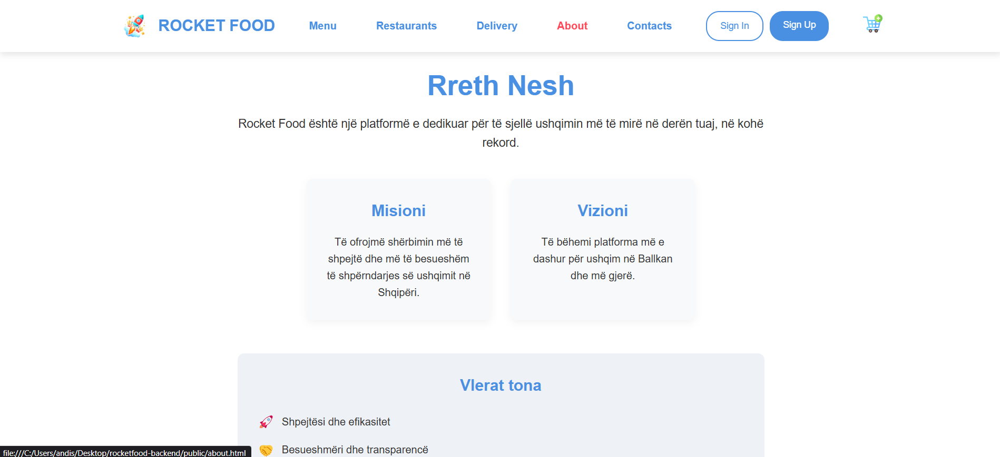 ROCKET FOOD Menu Restaurants Delivery About Contacts Sign In Sign Up
Rreth Nesh
Rocket Food është një platformë e dedikuar për të sjellë ushqimin më të mirë në derën tuaj, në kohë
rekord.
Misioni
Të ofrojmë shërbimin më të
shpejtë dhe më të besueshëm
të shpërndarjes së ushqimit në
Shqipëri.
Vizioni
Të bëhemi platforma më e
dashur për ushqim në Ballkan
dhe më gjerë.
Vlerat tona
Shpejtësi dhe efikasitet
Besueshmëri dhe transparencë
file:///C:/Users/andis/Desktop/rocketfood-backend/public/about.html